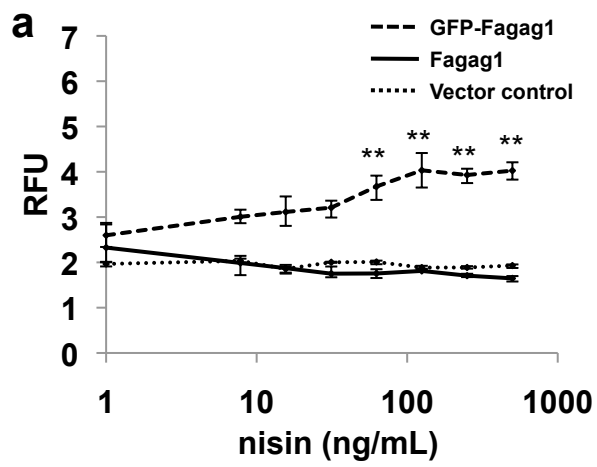 a
7
6
5
4
3
2
1
0
RFU
GFP-Fagag1
Fagag1
Vector control
** ** ** **
1 10 100 1000
nisin (ng/mL)